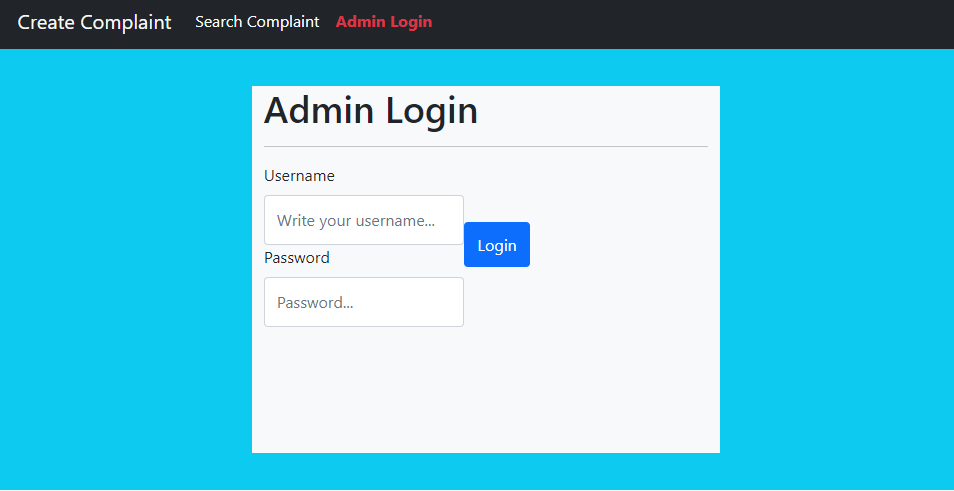 Create Complaint Search Complaint Admin Login
Admin Login
Username
Write your username...
Login
Password
Password...